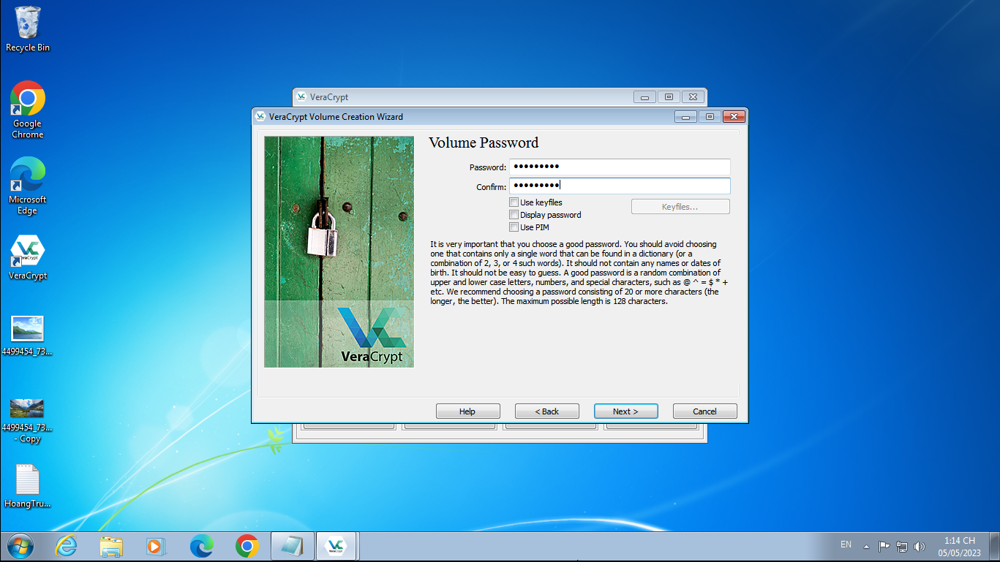 Recycle Bin
Google
Chrome
Microsoft
Edge
VeraCrypt
4499454_73...
4499454_73...
- Copy
HoangTru...
VeraCrypt
VeraCrypt Volume Creation Wizard
Volume Password
Password: •••••••••
Confirm: •••••••••
Use keyfiles
Keyfiles...
Display password
Use PIM
It is very important that you choose a good password. You should avoid choosing
one that contains only a single word that can be found in a dictionary (or a
combination of 2, 3, or 4 such words). It should not contain any names or dates of
birth. It should not be easy to guess. A good password is a random combination of
upper and lower case letters, numbers, and special characters, such as @ ^ = $ * +
etc. We recommend choosing a password consisting of 20 or more characters (the
longer, the better). The maximum possible length is 128 characters.
VeraCrypt
Help
< Back
Next >
Cancel
EN
1:14 CH
05/05/2023